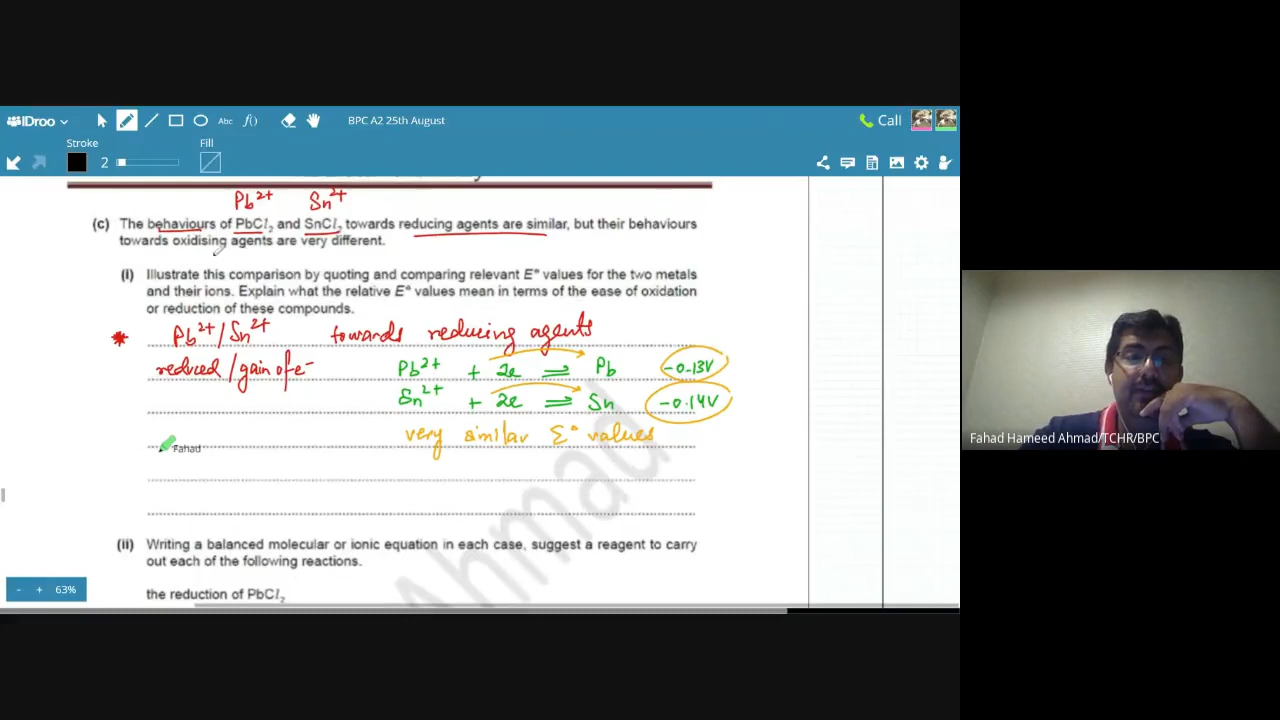 IDroo
Abc
f()
BPC A2 25th August
Call
Stroke
2
Fill
Pb2+ Sn2+
(c) The behaviours of PbCl2 and SnCl2 towards reducing agents are similar, but their behaviours
towards oxidising agents are very different.
(i) Illustrate this comparison by quoting and comparing relevant E° values for the two metals
and their ions. Explain what the relative E° values mean in terms of the ease of oxidation
or reduction of these compounds.
* Pb2+/Sn2+ towards reducing agents
reduced/gain of e- Pb2+ + 2e ⇌ Pb -0.13V
Sn2+ + 2e ⇌ Sn -0.14V
very similar E° values
Fahad
Ahmad
(ii) Writing a balanced molecular or ionic equation in each case, suggest a reagent to carry
out each of the following reactions.
the reduction of PbCl2
- + 63%
Fahad Hameed Ahmad/TCHR/BPC